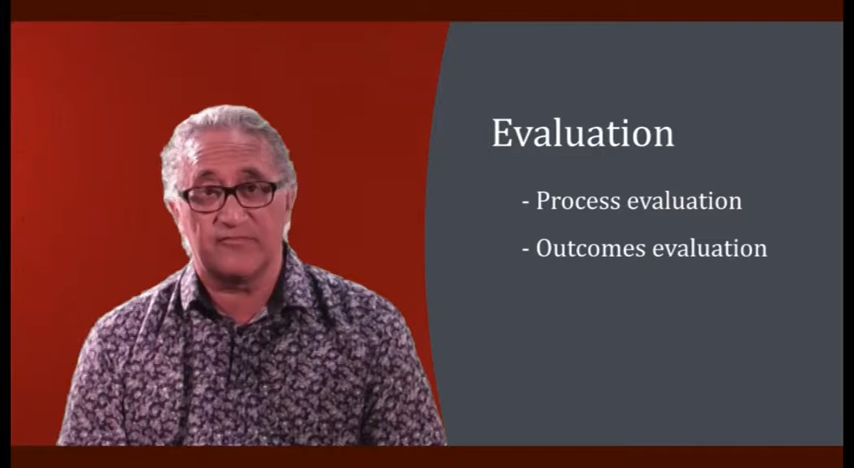 Evaluation
- Process evaluation
- Outcomes evaluation